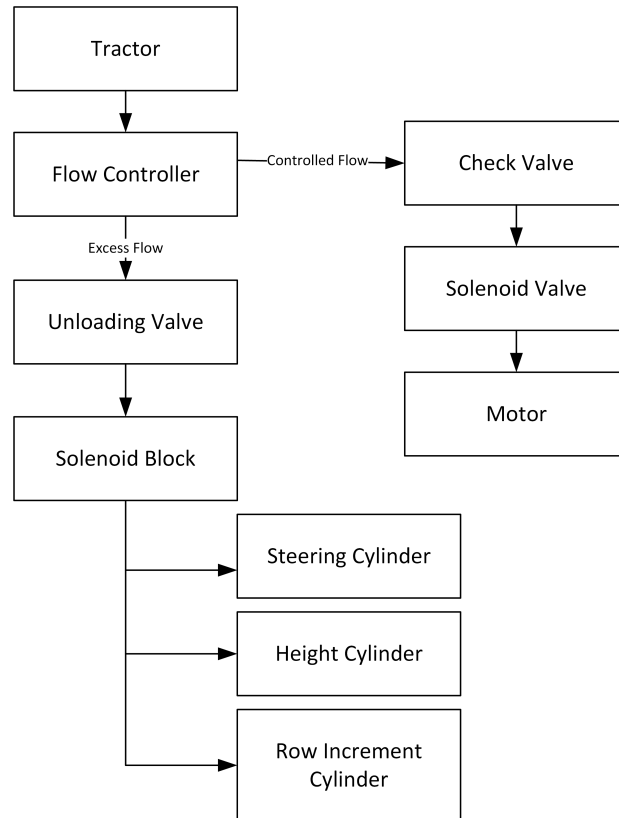 Tractor
Flow Controller
Controlled Flow
Check Valve
Excess Flow
Solenoid Valve
Unloading Valve
Motor
Solenoid Block
Steering Cylinder
Height Cylinder
Row Increment
Cylinder